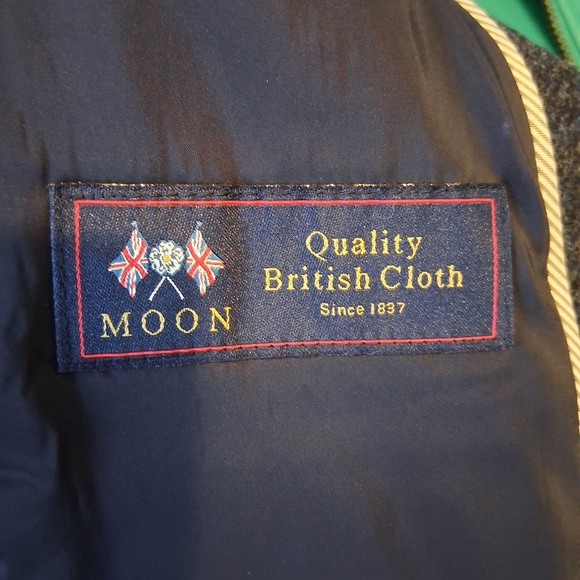 MOON
Quality
British Cloth
Since 1837